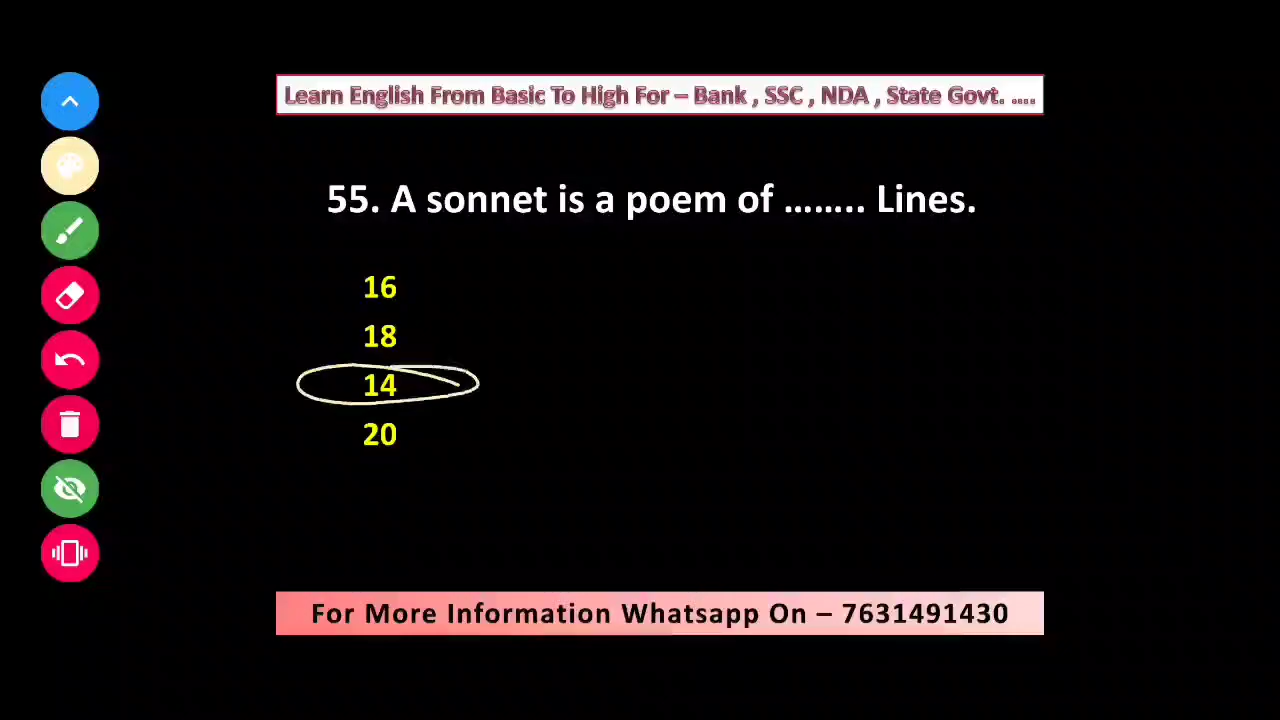 Learn English From Basic To High For – Bank , SSC , NDA , State Govt. ....
55. A sonnet is a poem of …….. Lines.
16
18
14
20
For More Information Whatsapp On – 7631491430